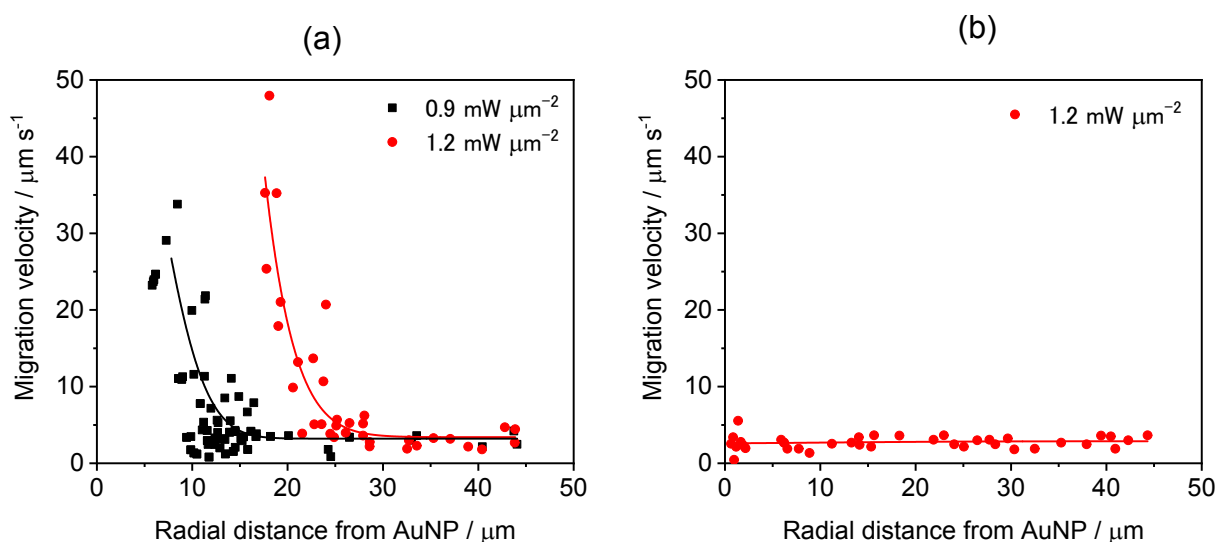 (a)
50
40
30
20
10
0
0 10 20 30 40 50
Migration velocity / μm s⁻¹
Radial distance from AuNP / μm
0.9 mW μm⁻²
1.2 mW μm⁻²
(b)
50
40
30
20
10
0
0 10 20 30 40 50
Migration velocity / μm s⁻¹
Radial distance from AuNP / μm
1.2 mW μm⁻²